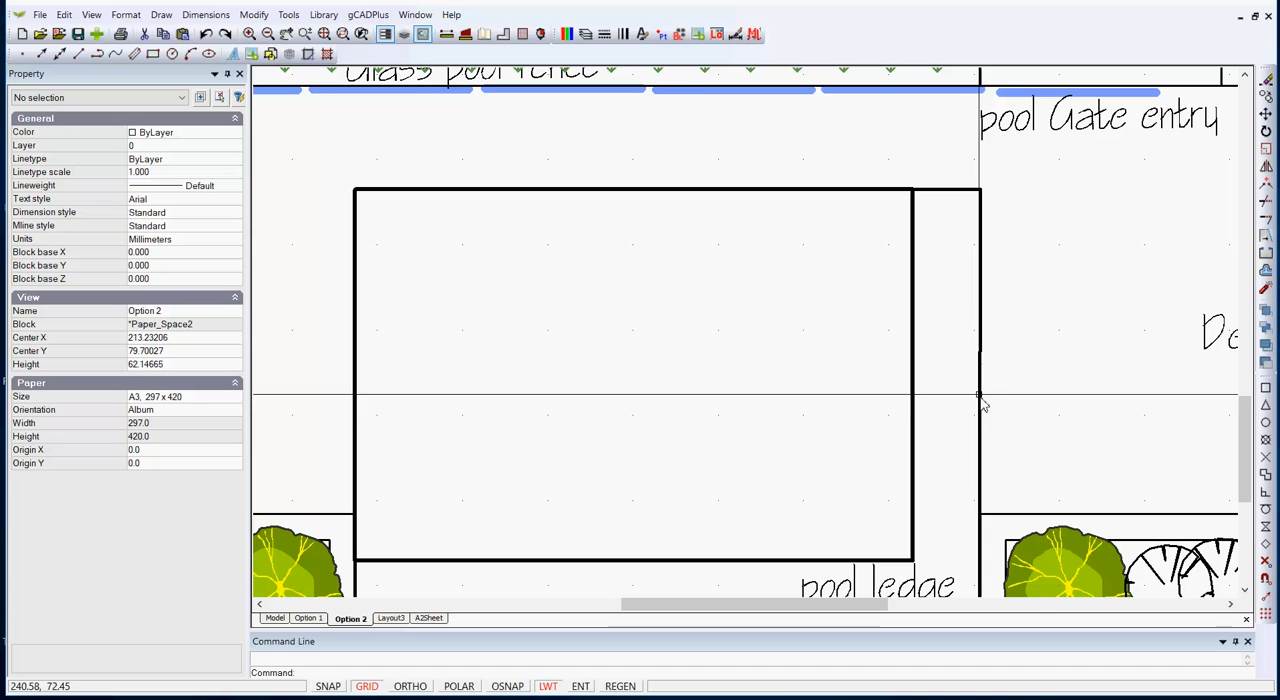 File Edit View Format Draw Dimensions Modify Tools Library gCADPlus Window Help
Property
No selection
General
Color ByLayer
Layer 0
Linetype ByLayer
Linetype scale 1.000
Lineweight Default
Text style Arial
Dimension style Standard
Mline style Standard
Units Millimeters
Block base X 0.000
Block base Y 0.000
Block base Z 0.000
View
Name Option 2
Block *Paper_Space2
Center X 213.23206
Center Y 79.70027
Height 62.14665
Paper
Size A3, 297 x 420
Orientation Album
Width 297.0
Height 420.0
Origin X 0.0
Origin Y 0.0
Glass pool fence
pool Gate entry
De
pool ledge
Model Option 1 Option 2 Layout3 A2Sheet
Command Line
Command:
240.58, 72.45 SNAP GRID ORTHO POLAR OSNAP LWT ENT REGEN